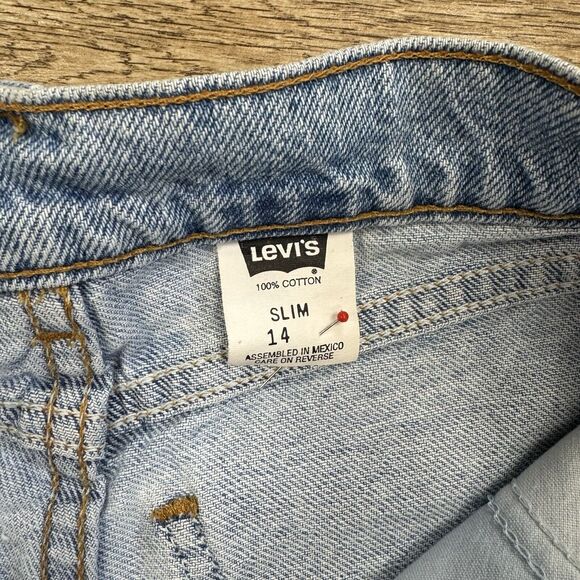 LEVI'S
®
100% COTTON
SLIM
14
ASSEMBLED IN MEXICO
CARE ON REVERSE